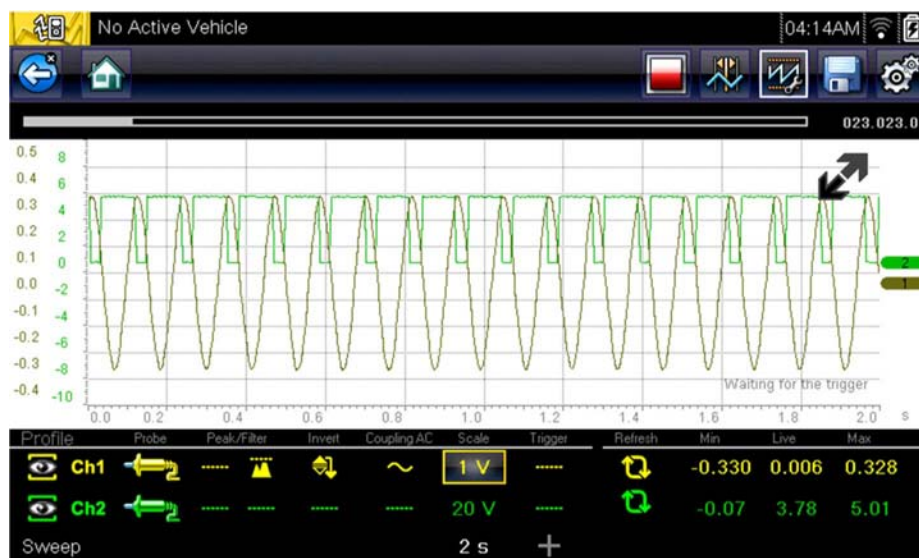 No Active Vehicle 04:14AM
023.023.0
0.5 8
0.4 6
0.3 4
0.2 2
0.1 0
0.0 -2
-0.1 -4
-0.2 -6
-0.3 -8
-0.4 -10
2
1
Waiting for the trigger
0.0 0.2 0.4 0.6 0.8 1.0 1.2 1.4 1.6 1.8 2.0 s
Profile Probe Peak/Filter Invert Coupling AC Scale Trigger Refresh Min Live Max
Ch1 ----- 1 V ----- -0.330 0.006 0.328
Ch2 ----- ----- ----- ----- 20 V ----- -0.07 3.78 5.01
Sweep 2 s +